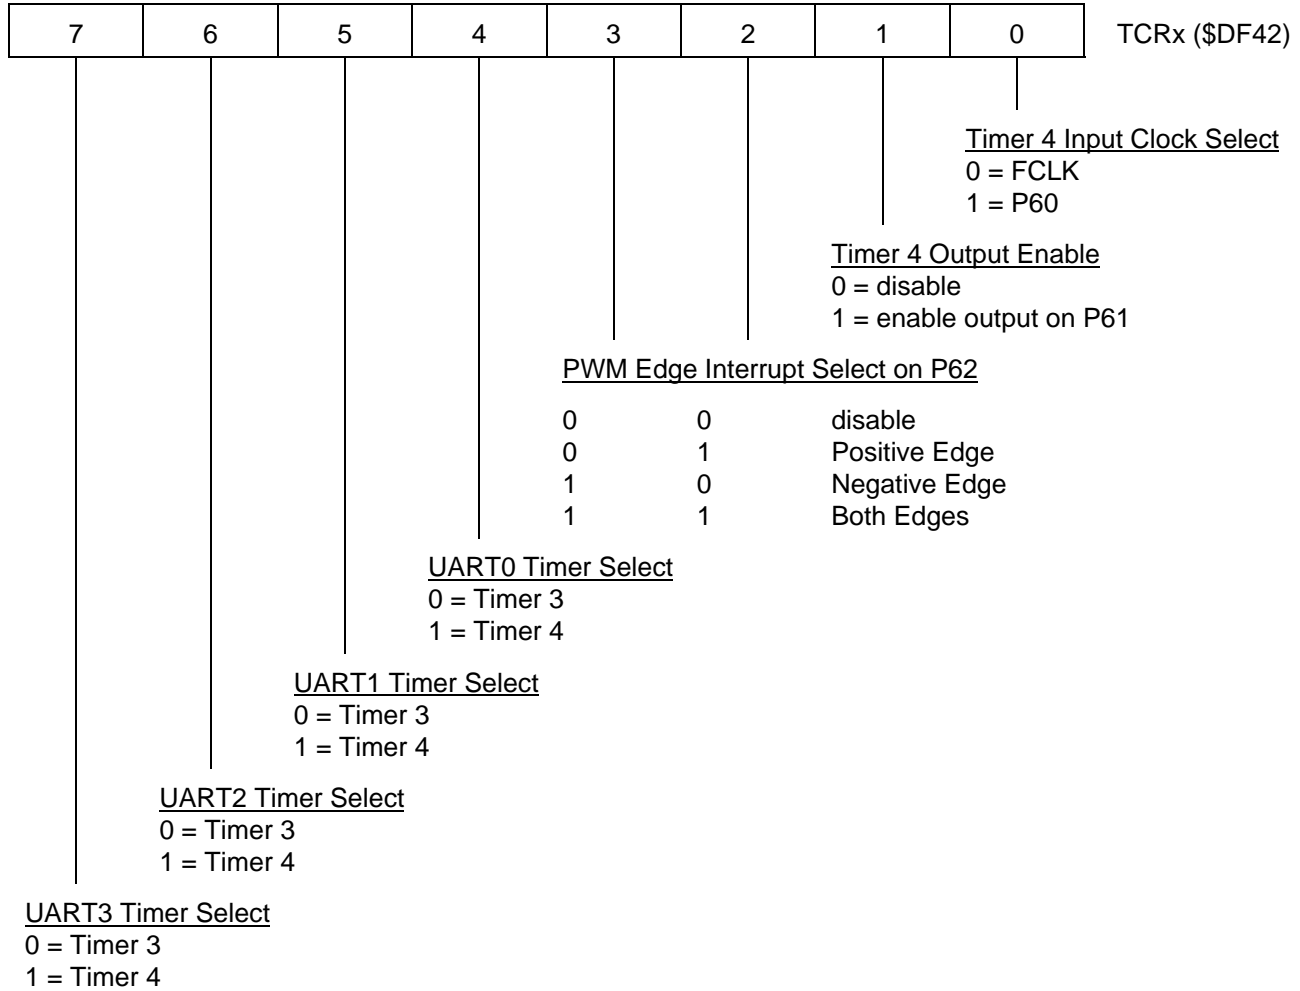 7 6 5 4 3 2 1 0 TCRx ($DF42)
Timer 4 Input Clock Select
0 = FCLK
1 = P60
Timer 4 Output Enable
0 = disable
1 = enable output on P61
PWM Edge Interrupt Select on P62
0 0 disable
0 1 Positive Edge
1 0 Negative Edge
1 1 Both Edges
UART0 Timer Select
0 = Timer 3
1 = Timer 4
UART1 Timer Select
0 = Timer 3
1 = Timer 4
UART2 Timer Select
0 = Timer 3
1 = Timer 4
UART3 Timer Select
0 = Timer 3
1 = Timer 4